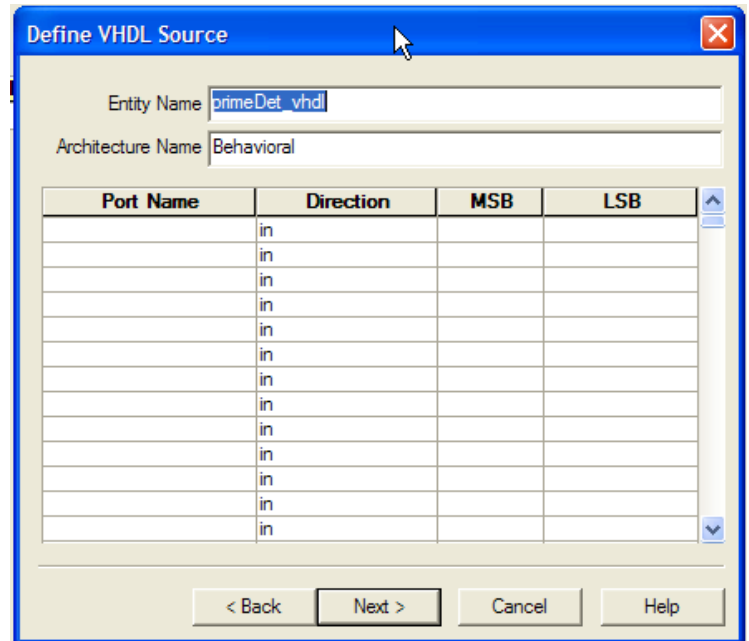 Define VHDL Source
Entity Name primeDet_vhdl
Architecture Name Behavioral
Port Name Direction MSB LSB
in
in
in
in
in
in
in
in
in
in
in
in
in
< Back Next > Cancel Help